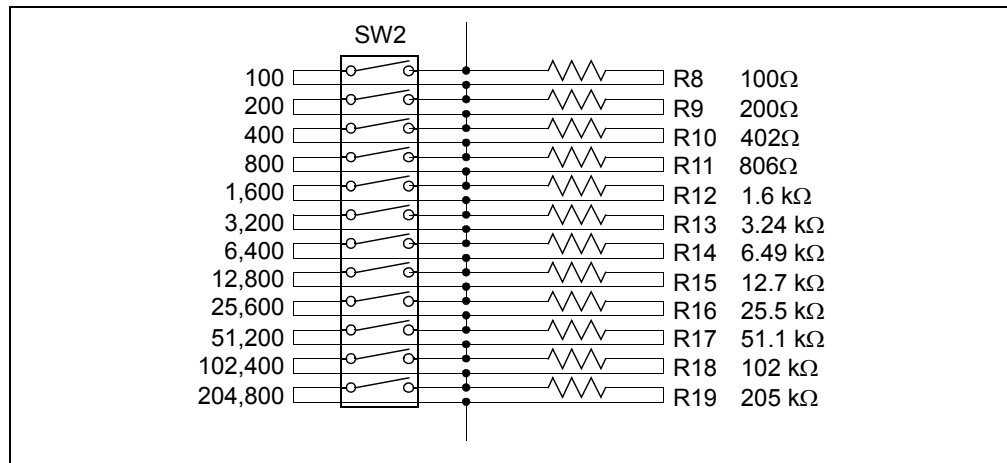 SW2
100 R8 100Ω
200 R9 200Ω
400 R10 402Ω
800 R11 806Ω
1,600 R12 1.6 kΩ
3,200 R13 3.24 kΩ
6,400 R14 6.49 kΩ
12,800 R15 12.7 kΩ
25,600 R16 25.5 kΩ
51,200 R17 51.1 kΩ
102,400 R18 102 kΩ
204,800 R19 205 kΩ